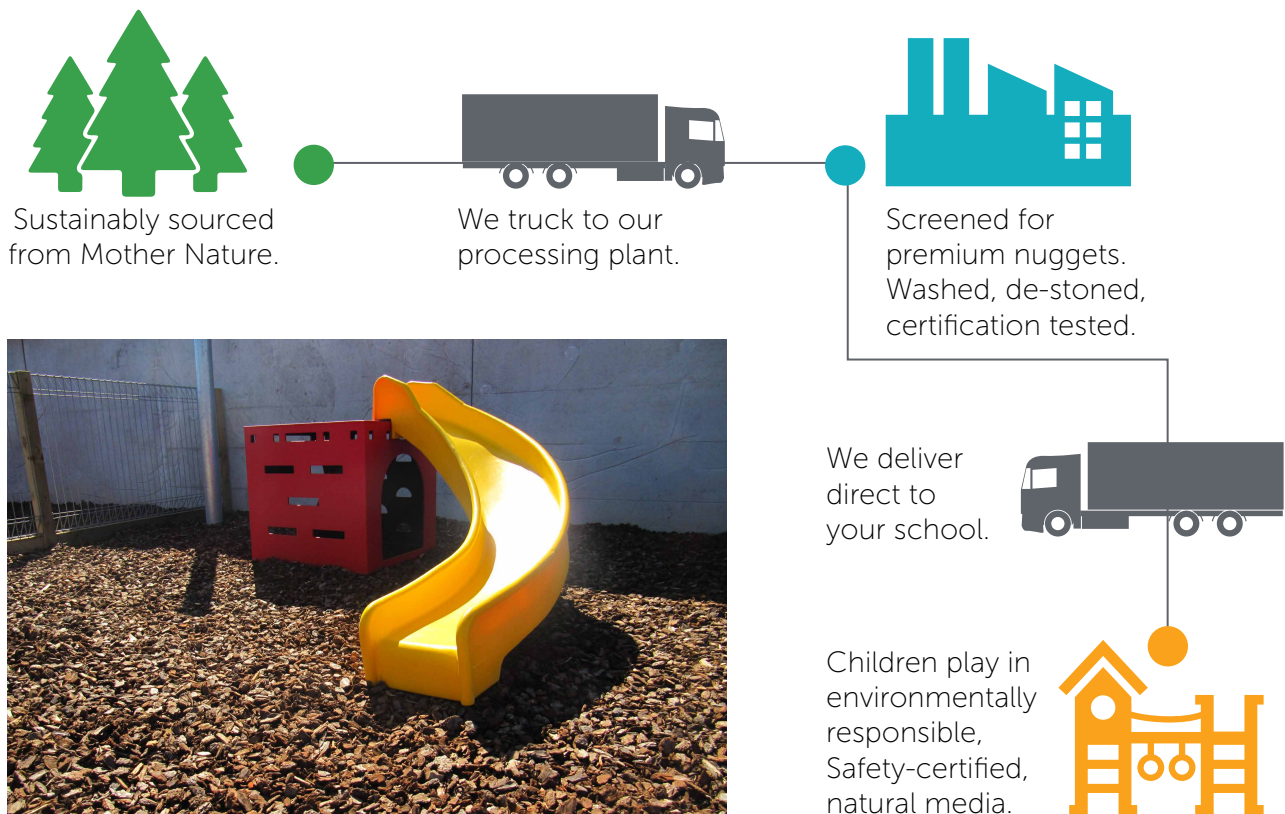 Sustainably sourced
from Mother Nature.
We truck to our
processing plant.
Screened for
premium nuggets.
Washed, de-stoned,
certification tested.
We deliver
direct to
your school.
Children play in
environmentally
responsible,
Safety-certified,
natural media.